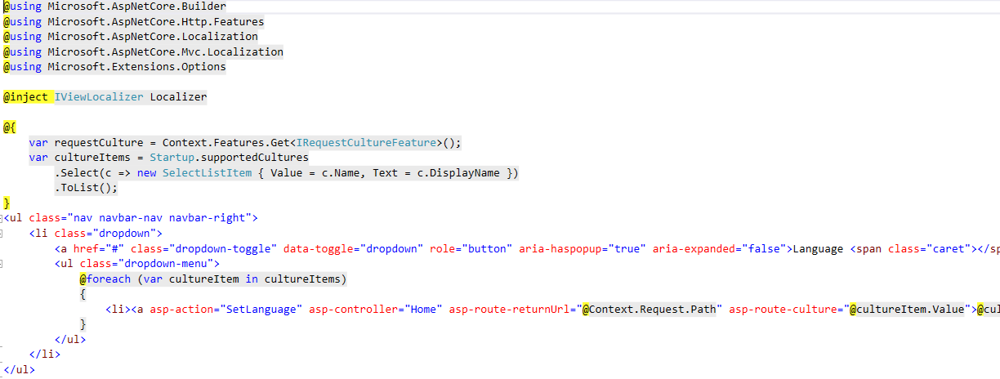 @using Microsoft.AspNetCore.Builder
@using Microsoft.AspNetCore.Http.Features
@using Microsoft.AspNetCore.Localization
@using Microsoft.AspNetCore.Mvc.Localization
@using Microsoft.Extensions.Options

@inject IViewLocalizer Localizer

@{
    var requestCulture = Context.Features.Get<IRequestCultureFeature>();
    var cultureItems = Startup.supportedCultures
        .Select(c => new SelectListItem { Value = c.Name, Text = c.DisplayName })
        .ToList();
}
<ul class="nav navbar-nav navbar-right">
    <li class="dropdown">
        <a href="#" class="dropdown-toggle" data-toggle="dropdown" role="button" aria-haspopup="true" aria-expanded="false">Language <span class="caret"></sp
        <ul class="dropdown-menu">
            @foreach (var cultureItem in cultureItems)
            {
                <li><a asp-action="SetLanguage" asp-controller="Home" asp-route-returnUrl="@Context.Request.Path" asp-route-culture="@cultureItem.Value">@cul
            }
        </ul>
    </li>
</ul>